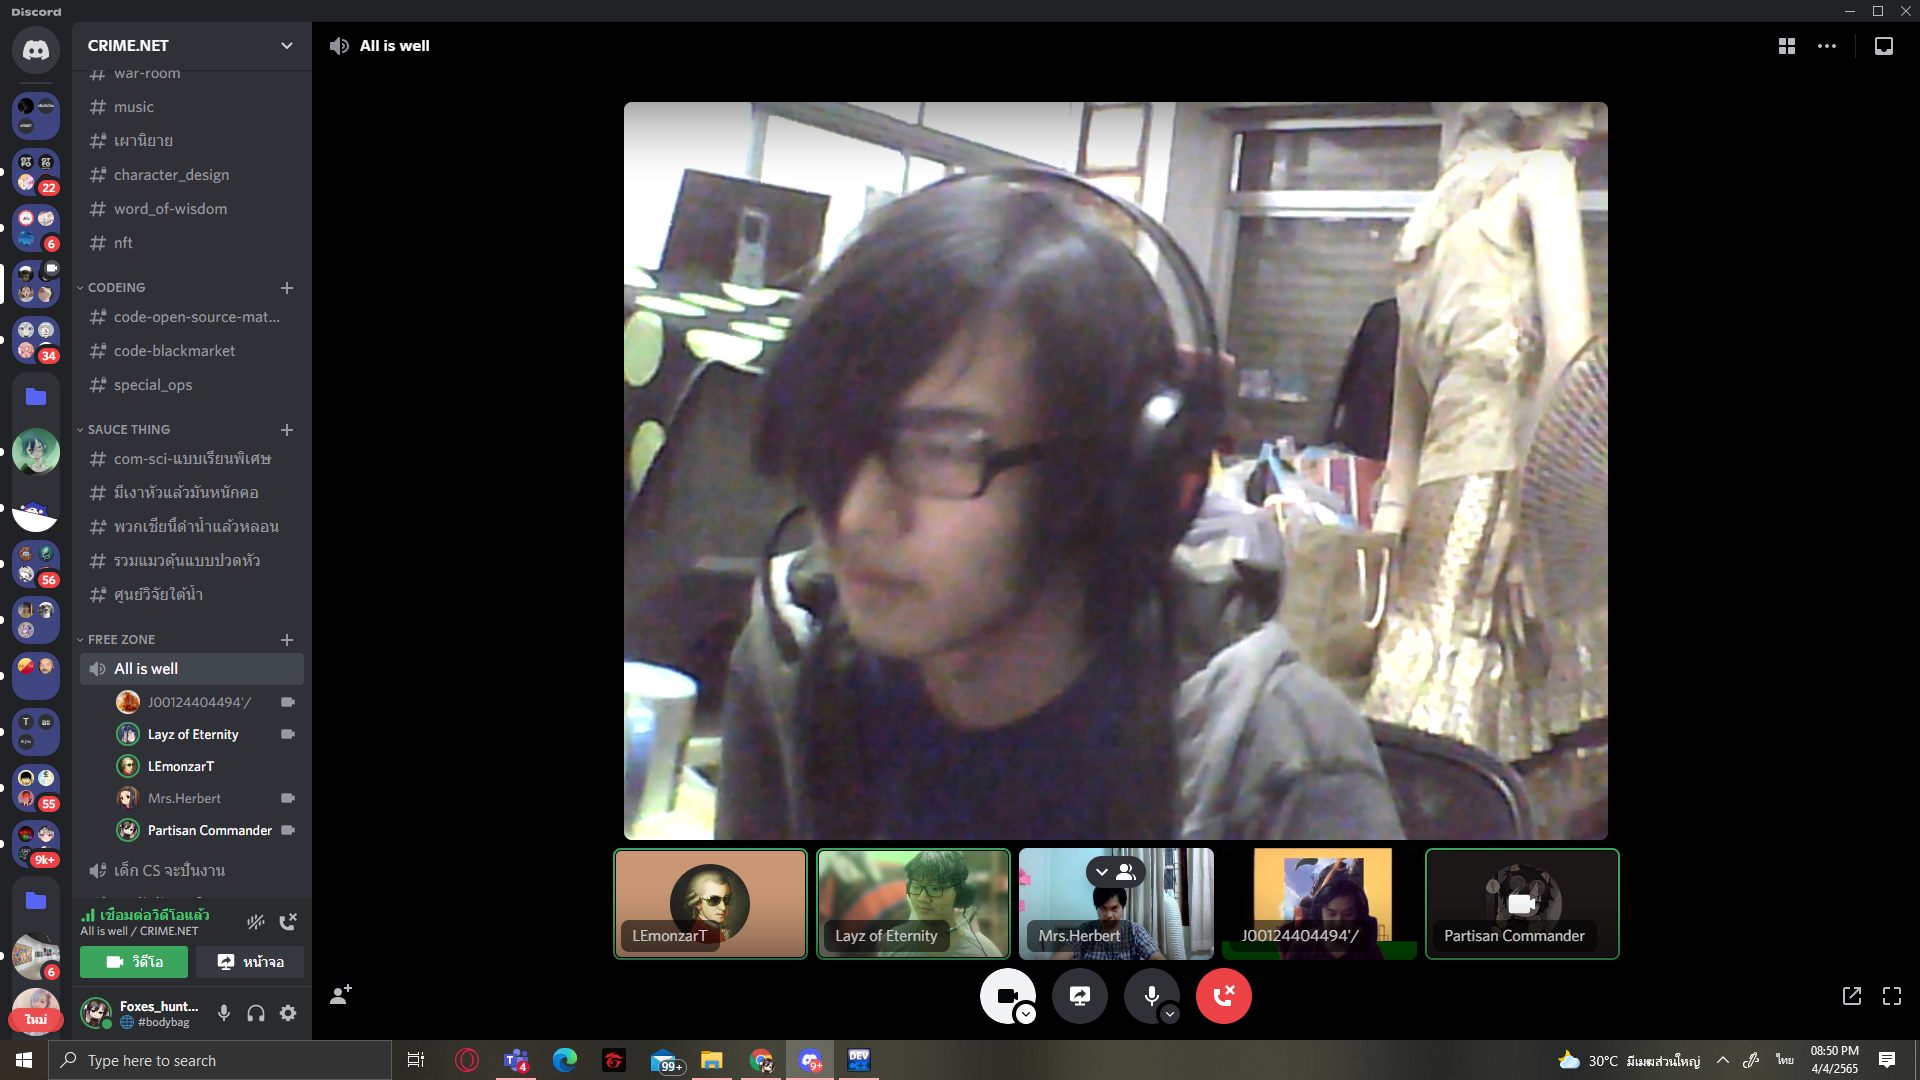 Discord
CRIME.NET
war-room
music
เผานิยาย
character_design
word_of-wisdom
nft
CODEING
code-open-source-mat...
code-blackmarket
special_ops
SAUCE THING
com-sci-แบบเรียนพิเศษ
มีเงาหัวแล้วมันหนักคอ
พวกเชี่ยนี้ดำน้ำแล้วหลอน
รวมแมวตุ้นแบบปวดหัว
ศูนย์วิจัยใต้น้ำ
FREE ZONE
All is well
J00124404494'/
Layz of Eternity
LEmonzarT
Mrs.Herbert
Partisan Commander
เด็ก CS จะปั่นงาน
เชื่อมต่อวิดีโอแล้ว
All is well / CRIME.NET
วิดีโอ
หน้าจอ
Foxes_hunt...
#bodybag
22
6
34
56
55
9k+
6
ใหม่
All is well
LEmonzarT
Layz of Eternity
Mrs.Herbert
J00124404494'/
Partisan Commander
Type here to search
4
99+
9+
DEV
30°C มีเมฆส่วนใหญ่
ไทย
08:50 PM
4/4/2565